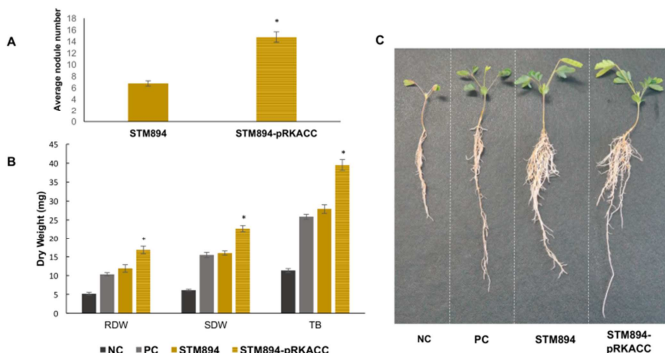 A
Average nodule number
18
16
14
12
10
8
6
4
2
0
*
STM894
STM894-pRKACC
B
Dry Weight (mg)
45
40
35
30
25
20
15
10
5
0
*
*
*
RDW
SDW
TB
NC PC STM894 STM894-pRKACC
C
NC
PC
STM894
STM894-
pRKACC